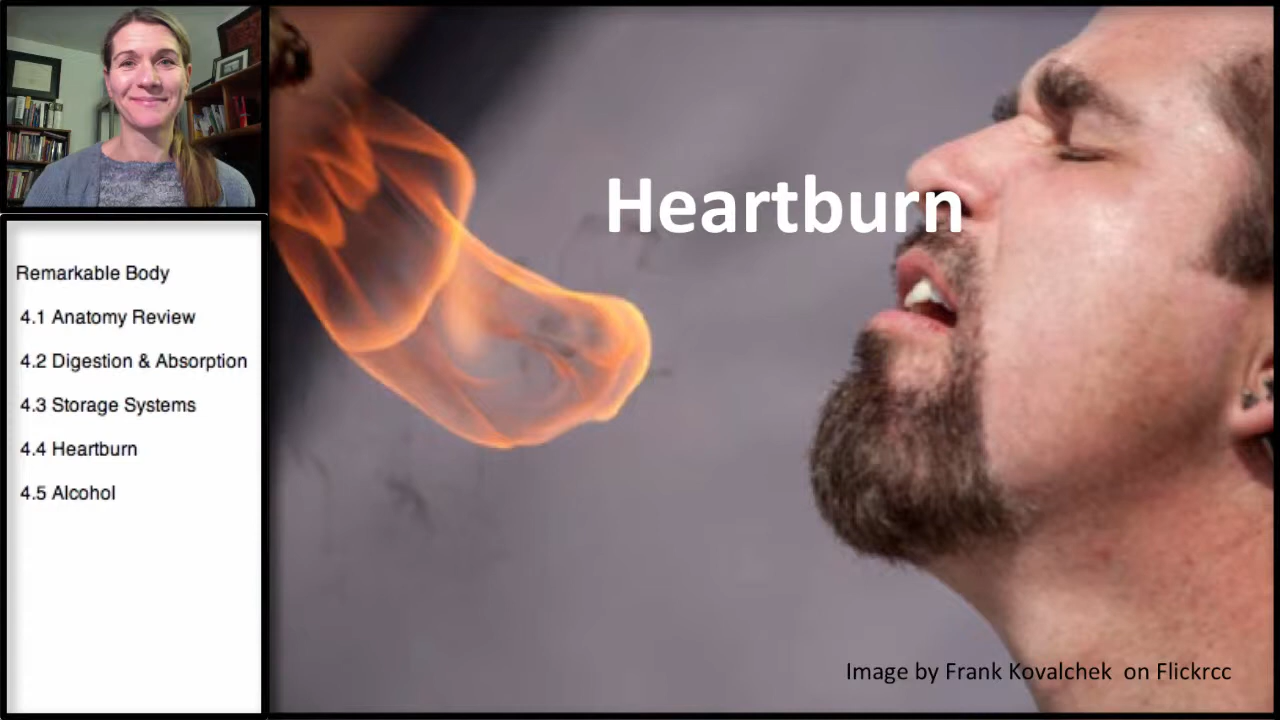 Remarkable Body
4.1 Anatomy Review
4.2 Digestion & Absorption
4.3 Storage Systems
4.4 Heartburn
4.5 Alcohol
Heartburn
Image by Frank Kovalchek on Flickrcc